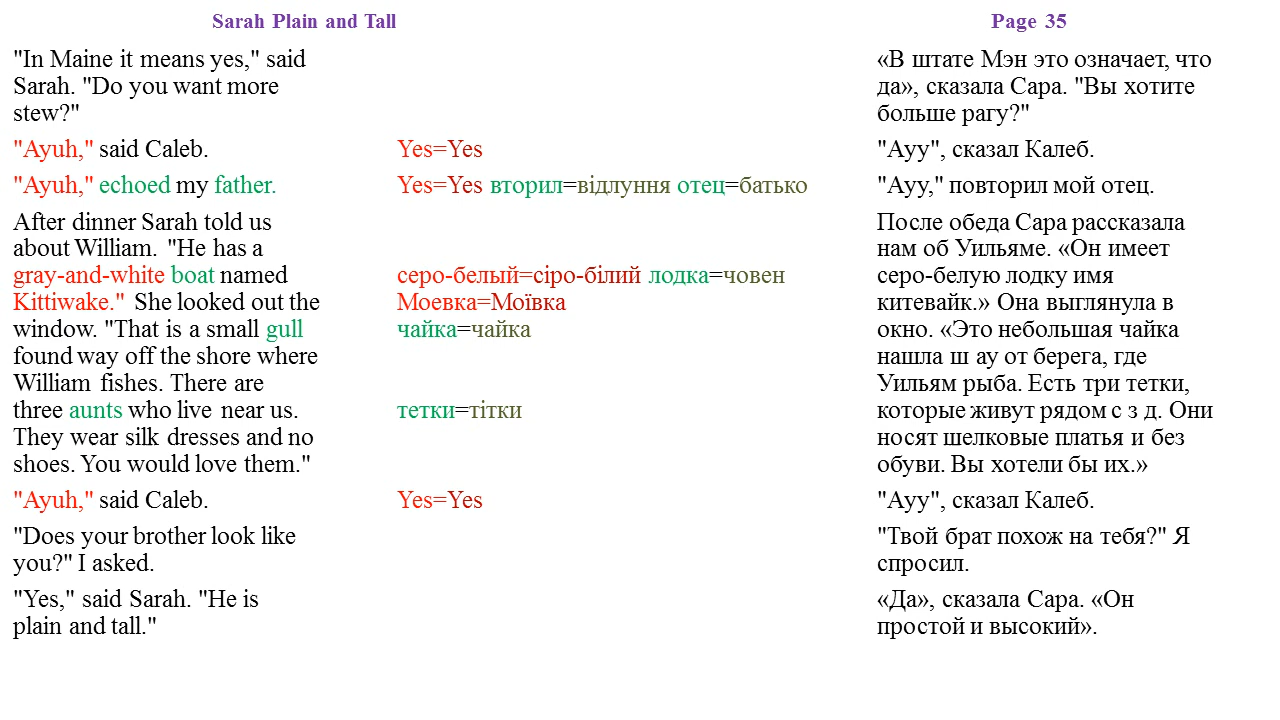 Sarah Plain and Tall
Page 35
"In Maine it means yes," said
Sarah. "Do you want more
stew?"
"Ayuh," said Caleb.
"Ayuh," echoed my father.
After dinner Sarah told us
about William. "He has a
gray-and-white boat named
Kittiwake." She looked out the
window. "That is a small gull
found way off the shore where
William fishes. There are
three aunts who live near us.
They wear silk dresses and no
shoes. You would love them."
"Ayuh," said Caleb.
"Does your brother look like
you?" I asked.
"Yes," said Sarah. "He is
plain and tall."
Yes=Yes
Yes=Yes вторил=відлуння отец=батько
серо-белый=сіро-білий лодка=човен
Моевка=Моївка
чайка=чайка
тетки=тітки
Yes=Yes
«В штате Мэн это означает, что
да», сказала Сара. "Вы хотите
больше рагу?"
"Ауу", сказал Калеб.
"Ауу," повторил мой отец.
После обеда Сара рассказала
нам об Уильяме. «Он имеет
серо-белую лодку имя
китевайк.» Она выглянула в
окно. «Это небольшая чайка
нашла ш ау от берега, где
Уильям рыба. Есть три тетки,
которые живут рядом с з д. Они
носят шелковые платья и без
обуви. Вы хотели бы их.»
"Ауу", сказал Калеб.
"Твой брат похож на тебя?" Я
спросил.
«Да», сказала Сара. «Он
простой и высокий».